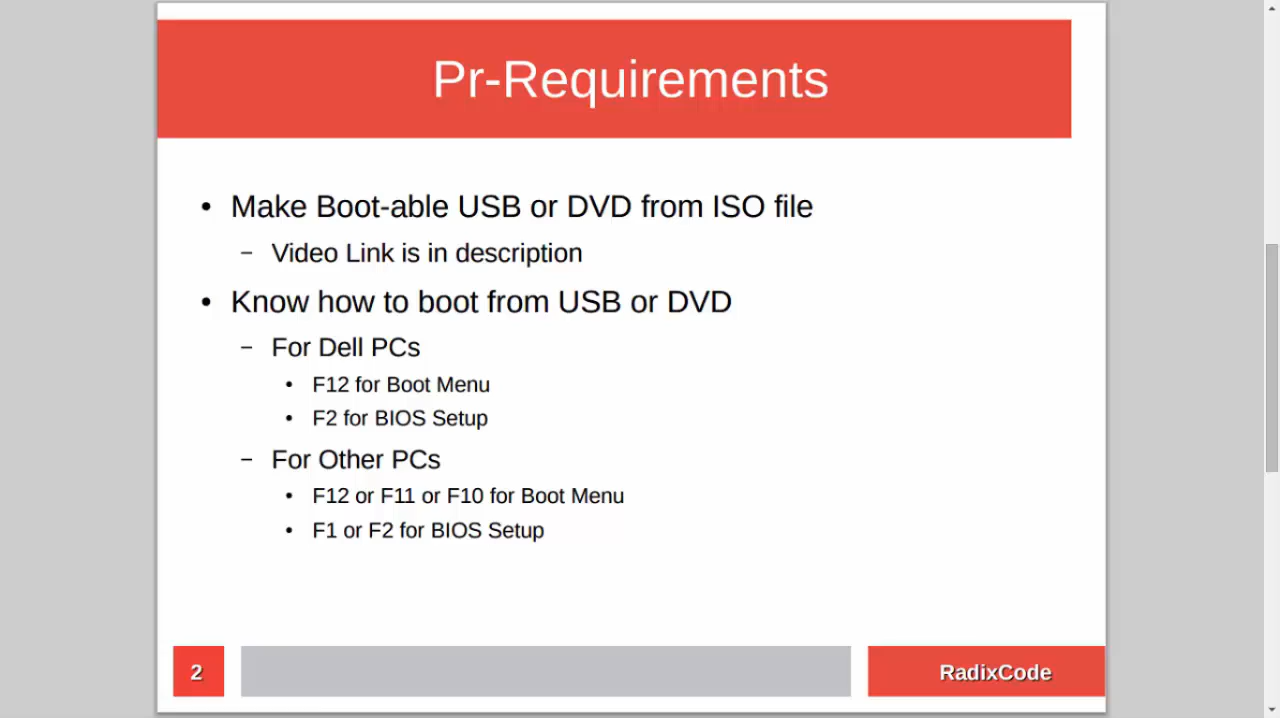 Pr-Requirements
• Make Boot-able USB or DVD from ISO file
– Video Link is in description
• Know how to boot from USB or DVD
– For Dell PCs
• F12 for Boot Menu
• F2 for BIOS Setup
– For Other PCs
• F12 or F11 or F10 for Boot Menu
• F1 or F2 for BIOS Setup
2
RadixCode